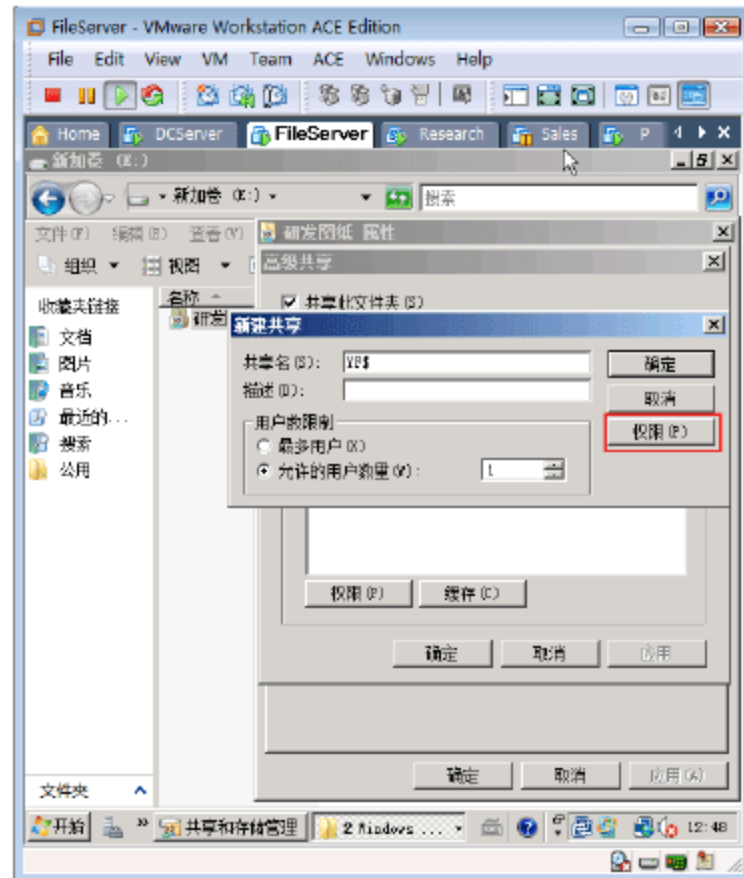 FileServer - VMware Workstation ACE Edition
File Edit View VM Team ACE Windows Help
Home DCServer FileServer Research Sales P
新加卷 (E:)
新加卷 (E:) 搜索
文件(F) 编辑(E) 查看(V) 研发图纸 属性
组织 视图 高级共享
收藏夹链接 名称 共享此文件夹(S)
文档 研发 新建共享
图片 共享名(S): YF$ 确定
音乐 描述(D): 取消
最近的... 用户数限制 权限(P)
搜索 最多用户(X)
公用 允许的用户数量(W): 1
权限(P) 缓存(C)
确定 取消 应用
确定 取消 应用(A)
文件夹
开始 » 共享和存储管理 2 Windows ... 12:48